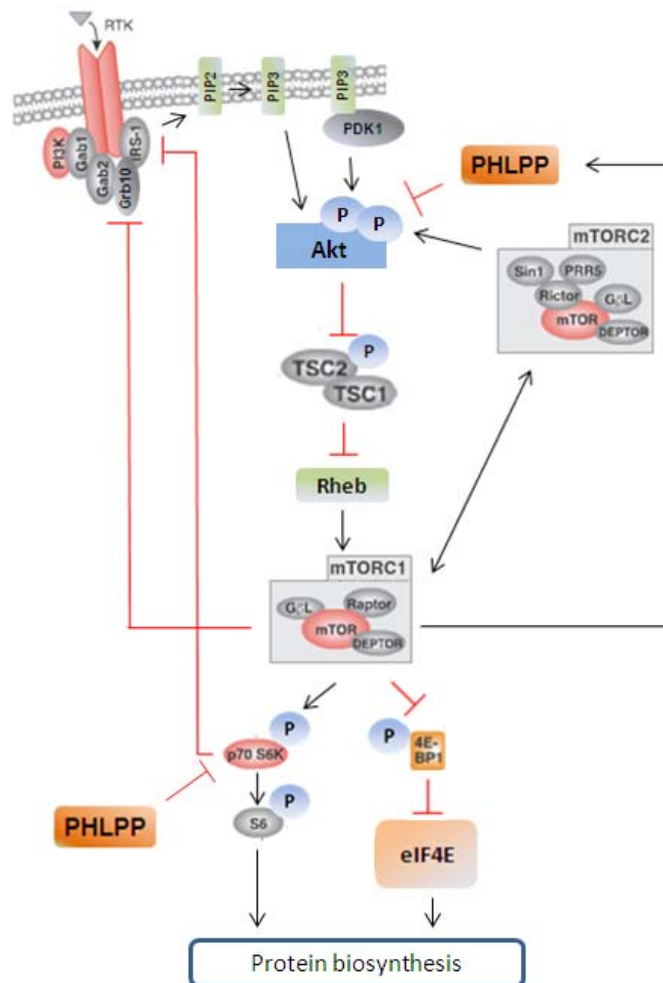 RTK
PIP2
PIP3
PIP3
PDK1
PI3K
Gab1
Gab2
Grb10
IRS-1
PHLPP
P
P
Akt
mTORC2
Sin1
PRR5
Rictor
GβL
mTOR
DEPTOR
P
TSC2
TSC1
Rheb
mTORC1
GβL
Raptor
mTOR
DEPTOR
P
p70 S6K
P
4E-
BP1
P
S6
PHLPP
eIF4E
Protein biosynthesis